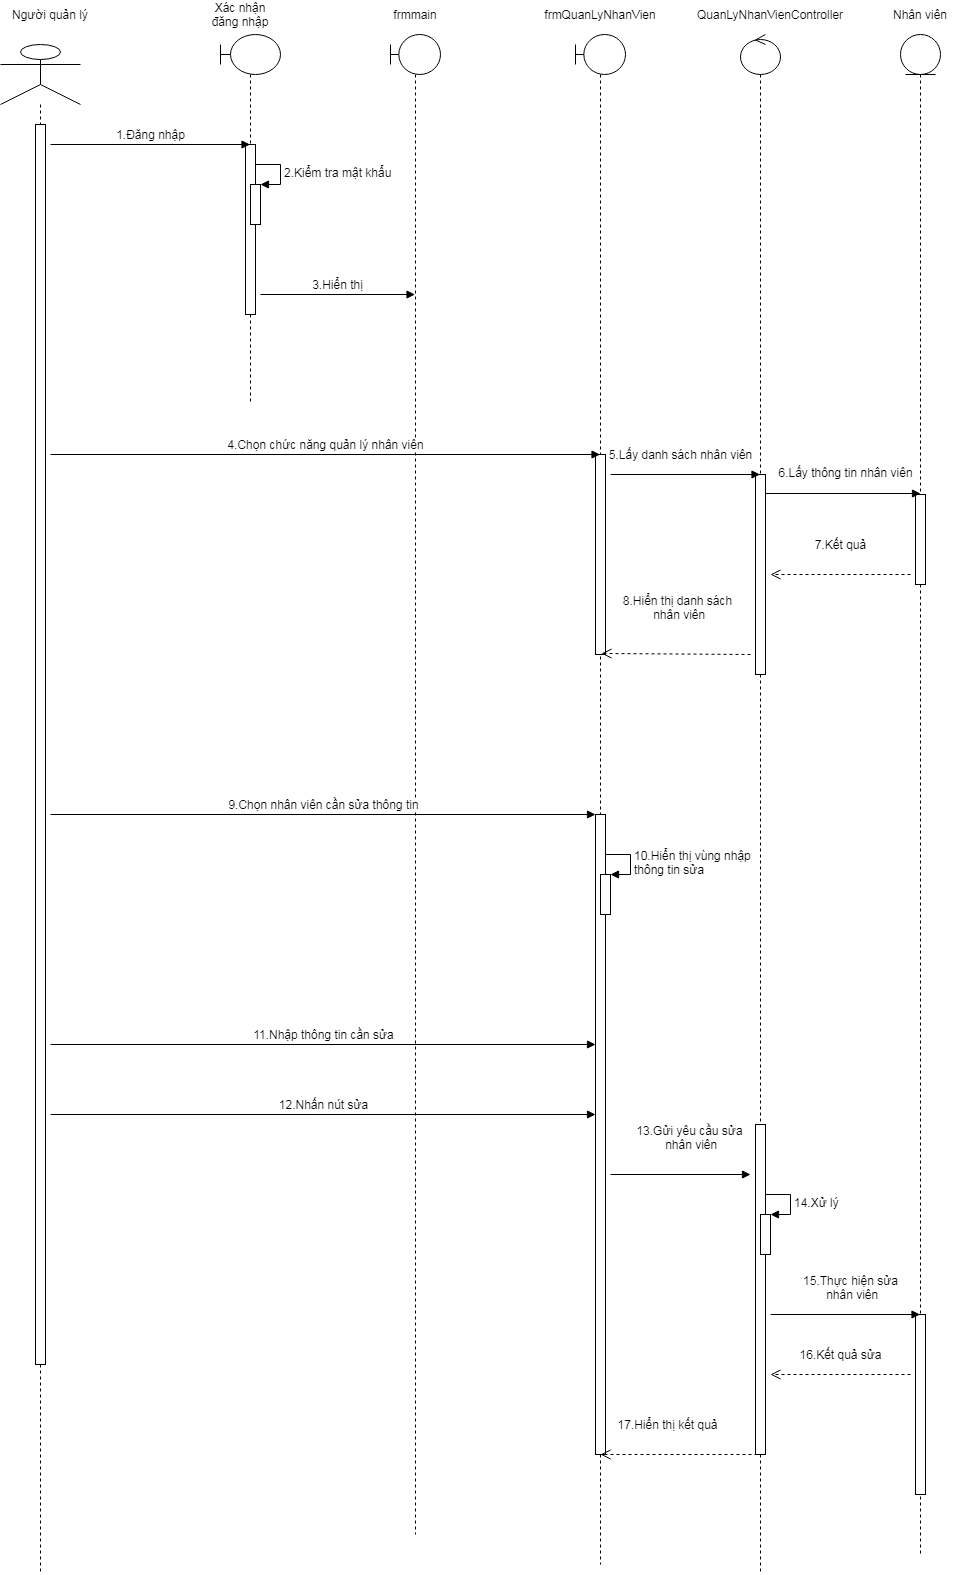 Người quản lý
Xác nhận
đăng nhập
frmmain
frmQuanLyNhanVien
QuanLyNhanVienController
Nhân viên
1.Đăng nhập
2.Kiểm tra mật khẩu
3.Hiển thị
4.Chọn chức năng quản lý nhân viên
5.Lấy danh sách nhân viên
6.Lấy thông tin nhân viên
7.Kết quả
8.Hiển thị danh sách
nhân viên
9.Chọn nhân viên cần sửa thông tin
10.Hiển thị vùng nhập
thông tin sửa
11.Nhập thông tin cần sửa
12.Nhấn nút sửa
13.Gửi yêu cầu sửa
nhân viên
14.Xử lý
15.Thực hiện sửa
nhân viên
16.Kết quả sửa
17.Hiển thị kết quả